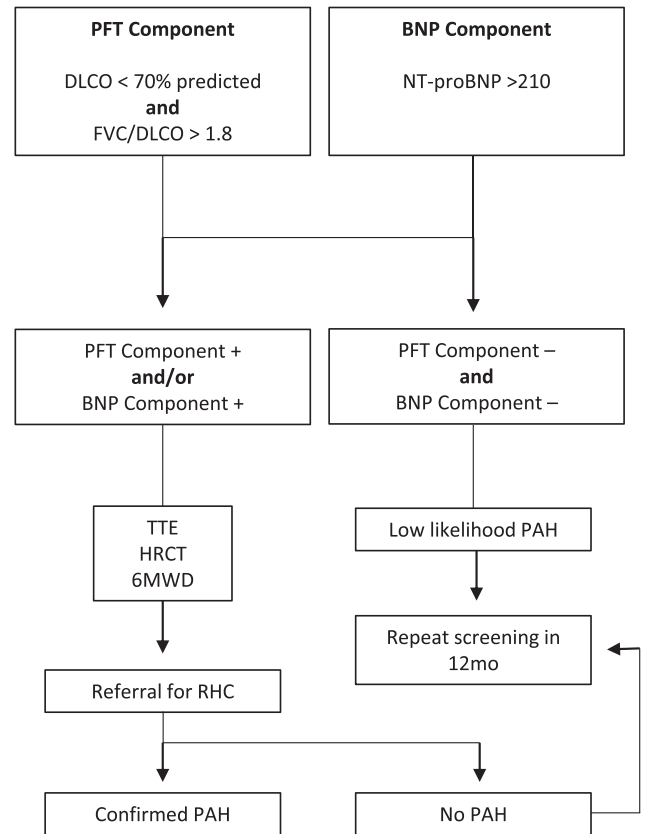 PFT Component
DLCO < 70% predicted
and
FVC/DLCO > 1.8
BNP Component
NT-proBNP >210
PFT Component +
and/or
BNP Component +
PFT Component –
and
BNP Component –
TTE
HRCT
6MWD
Low likelihood PAH
Repeat screening in
12mo
Referral for RHC
Confirmed PAH
No PAH